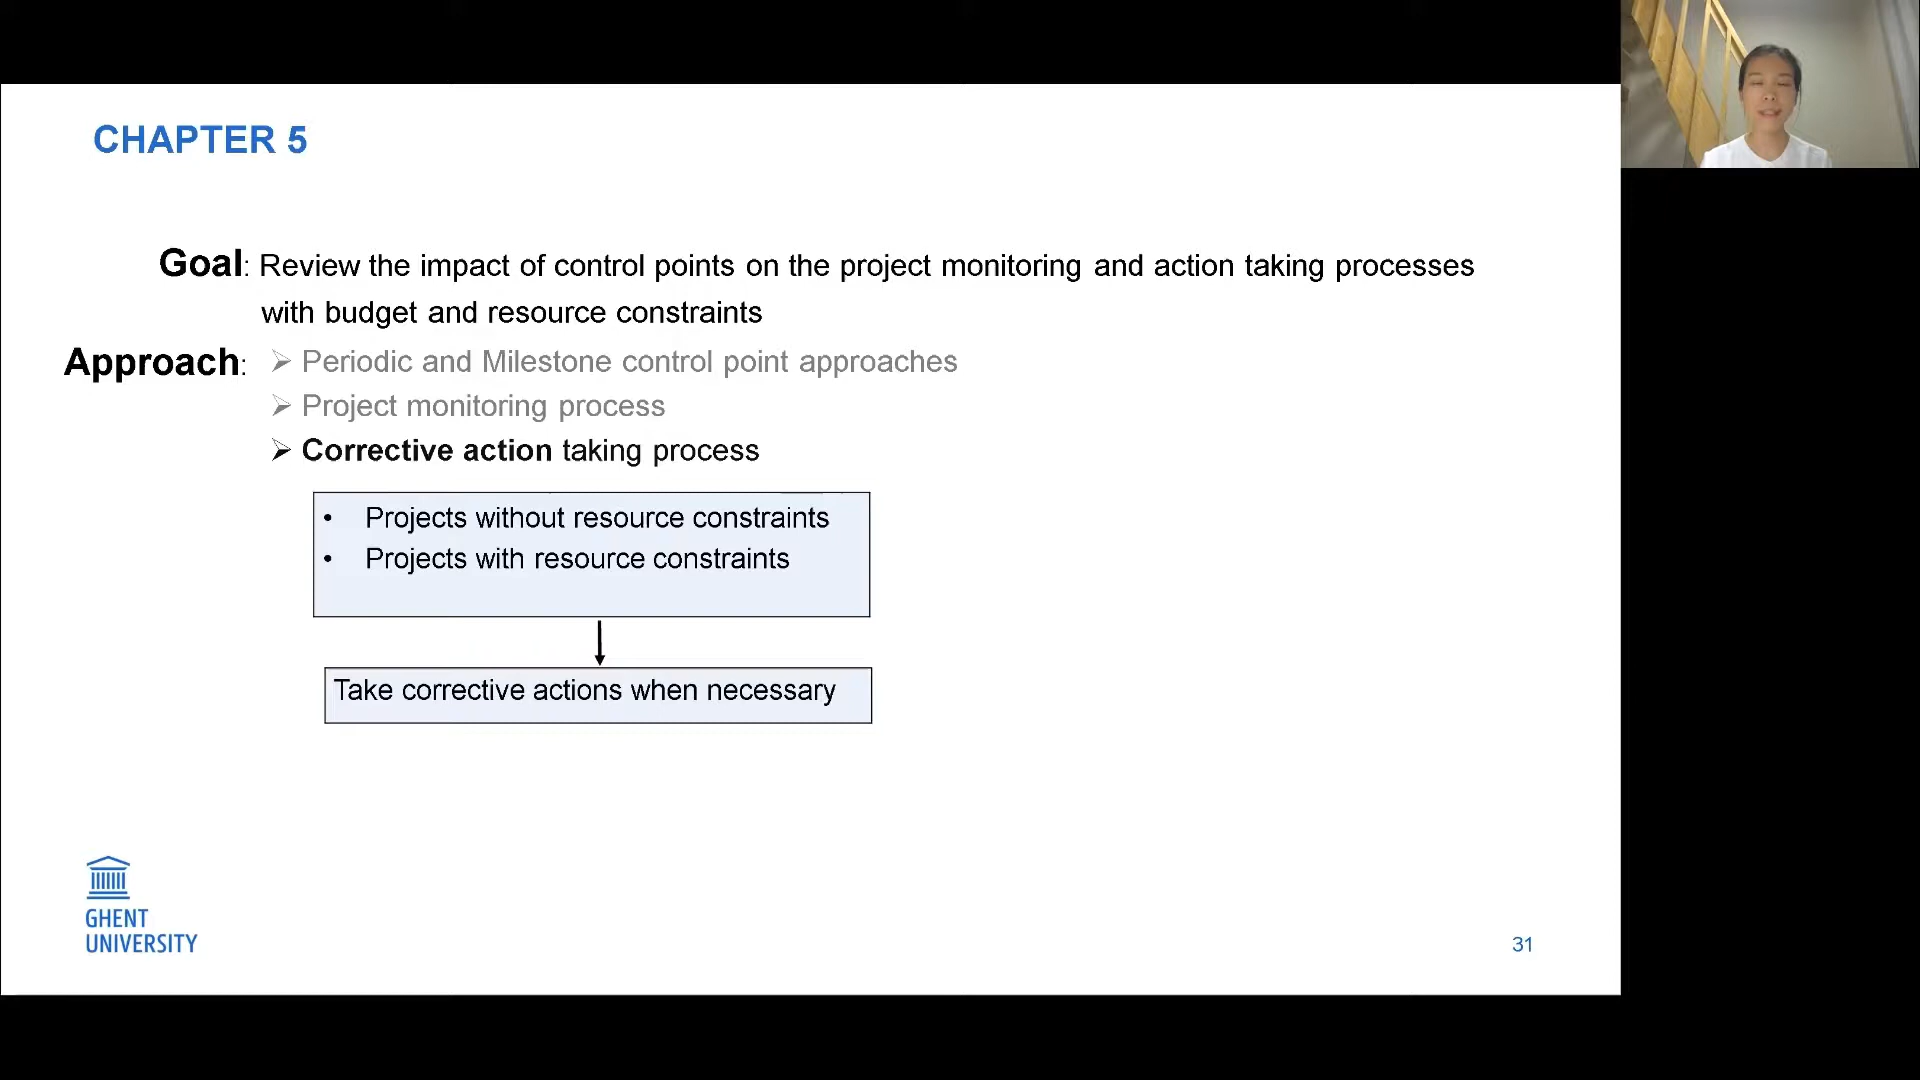 CHAPTER 5
Goal: Review the impact of control points on the project monitoring and action taking processes
with budget and resource constraints
Approach: ➢ Periodic and Milestone control point approaches
➢ Project monitoring process
➢ Corrective action taking process
• Projects without resource constraints
• Projects with resource constraints
Take corrective actions when necessary
GHENT
UNIVERSITY
31